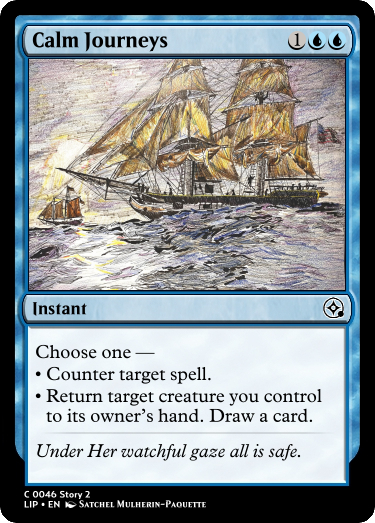 Calm Journeys 1
Instant
Choose one —
• Counter target spell.
• Return target creature you control
to its owner's hand. Draw a card.
Under Her watchful gaze all is safe.
C 0046 Story 2
LIP • EN Satchel Mulherin-Paquette